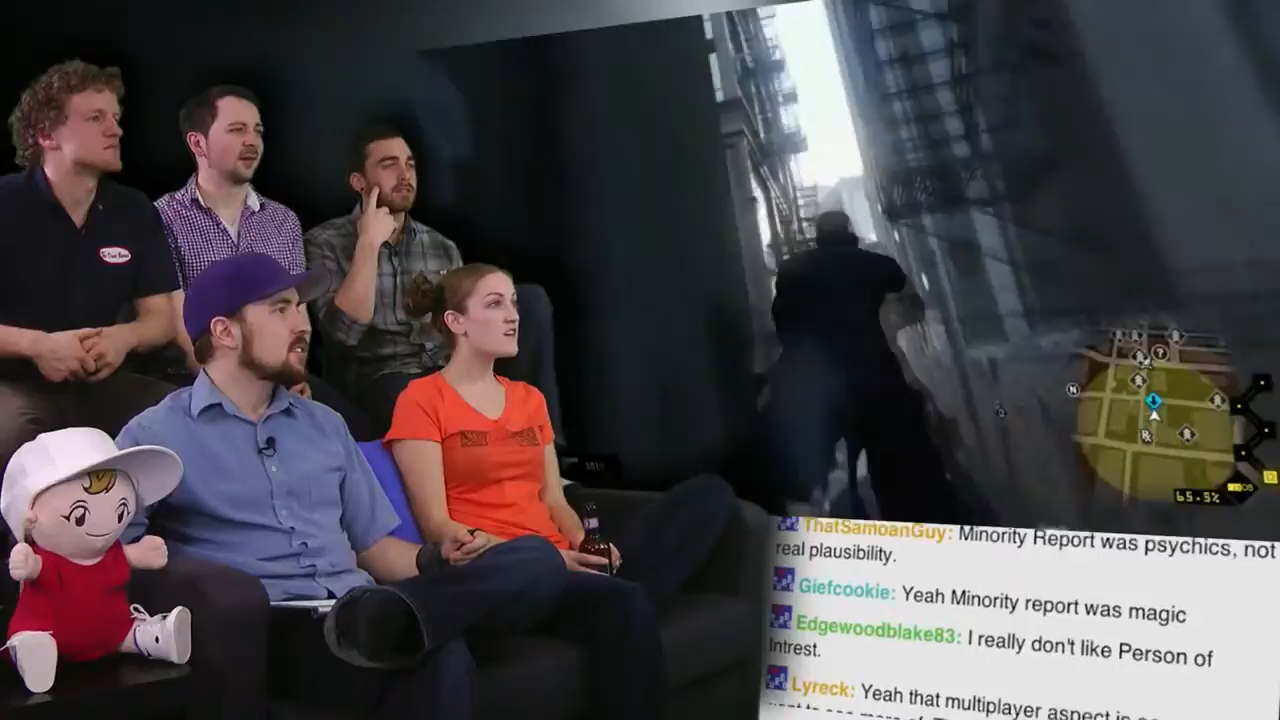 N
?
65.5%
ThatSamoanGuy: Minority Report was psychics, not
real plausibility.
Giefcookie: Yeah Minority report was magic
Edgewoodblake83: I really don't like Person of
Intrest.
Lyreck: Yeah that multiplayer aspect is